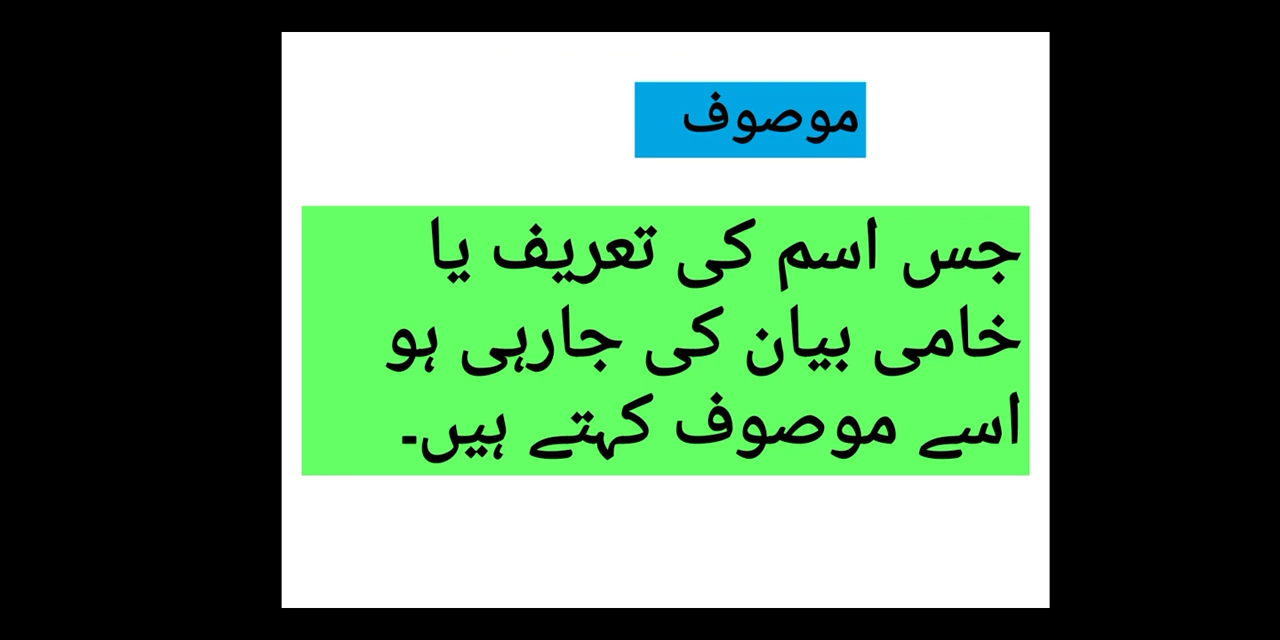 موصوف
جس اسم کی تعریف یا
خامی بیان کی جارہی ہو
اسے موصوف کہتے ہیں۔